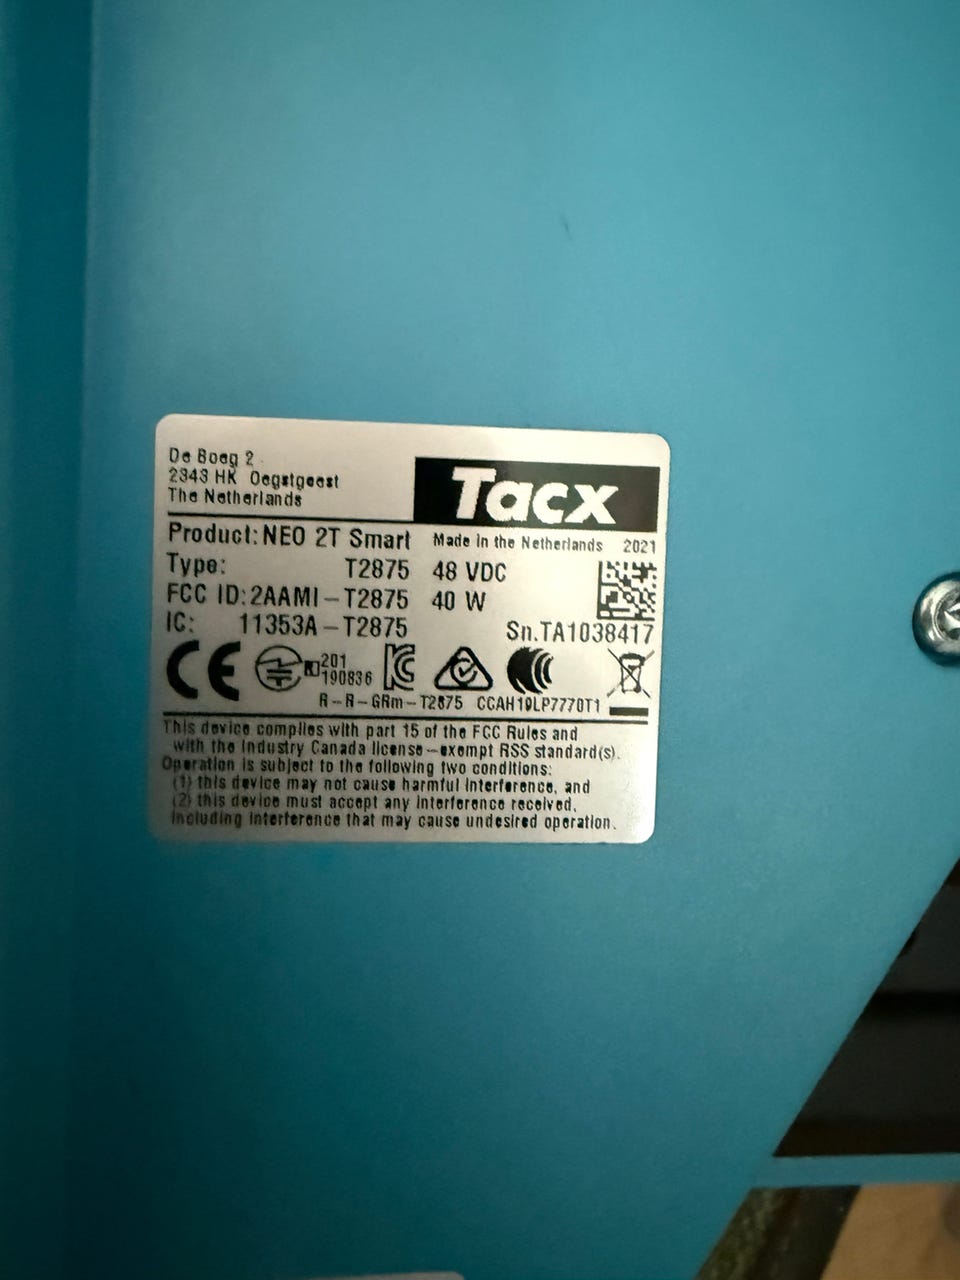 De Boeg 2
2343 HK Oegstgeest
The Netherlands
Tacx
Product: NEO 2T Smart
Made in the Netherlands 2021
Type: T2875 48 VDC
FCC ID: 2AAMI-T2875 40 W
IC: 11353A-T2875
Sn.TA1038417
CE
R 201
190836
R-R-GRm-T2875 CCAH19LP7770T1
This device complies with part 15 of the FCC Rules and
with the Industry Canada license-exempt RSS standard(s).
Operation is subject to the following two conditions:
(1) this device may not cause harmful interference, and
(2) this device must accept any interference received,
including interference that may cause undesired operation.